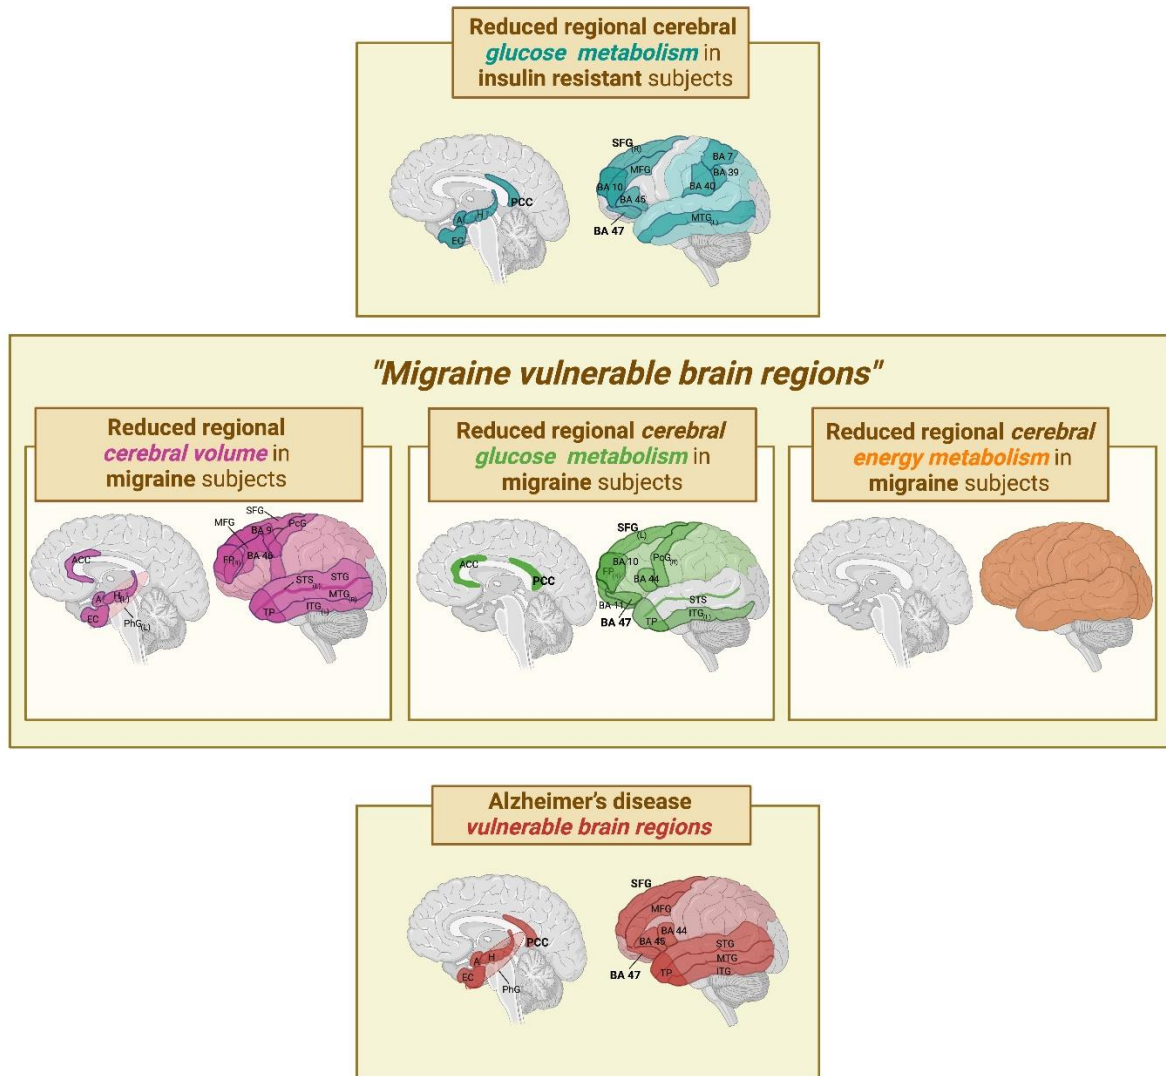 Reduced regional cerebral
glucose metabolism in
insulin resistant subjects
A
H
EC
PCC
SFG(R)
MFG
BA 10
BA 45
BA 47
BA 7
BA 39
BA 40
MTG(L)
"Migraine vulnerable brain regions"
Reduced regional
cerebral volume in
migraine subjects
ACC
A
H(L)
EC
PhG(L)
SFG
MFG
BA 9
PcG
BA 46
STS(L)
STG
MTG(R)
TP
ITG(L)
Reduced regional cerebral
glucose metabolism in
migraine subjects
ACC
PCC
SFG(L)
BA 10
PcG(R)
BA 44
BA 11
BA 47
STS
TP
ITG(L)
Reduced regional cerebral
energy metabolism in
migraine subjects
Alzheimer's disease
vulnerable brain regions
A
H
EC
PCC
PhG
SFG
MFG
BA 44
BA 45
BA 47
STG
MTG
TP
ITG